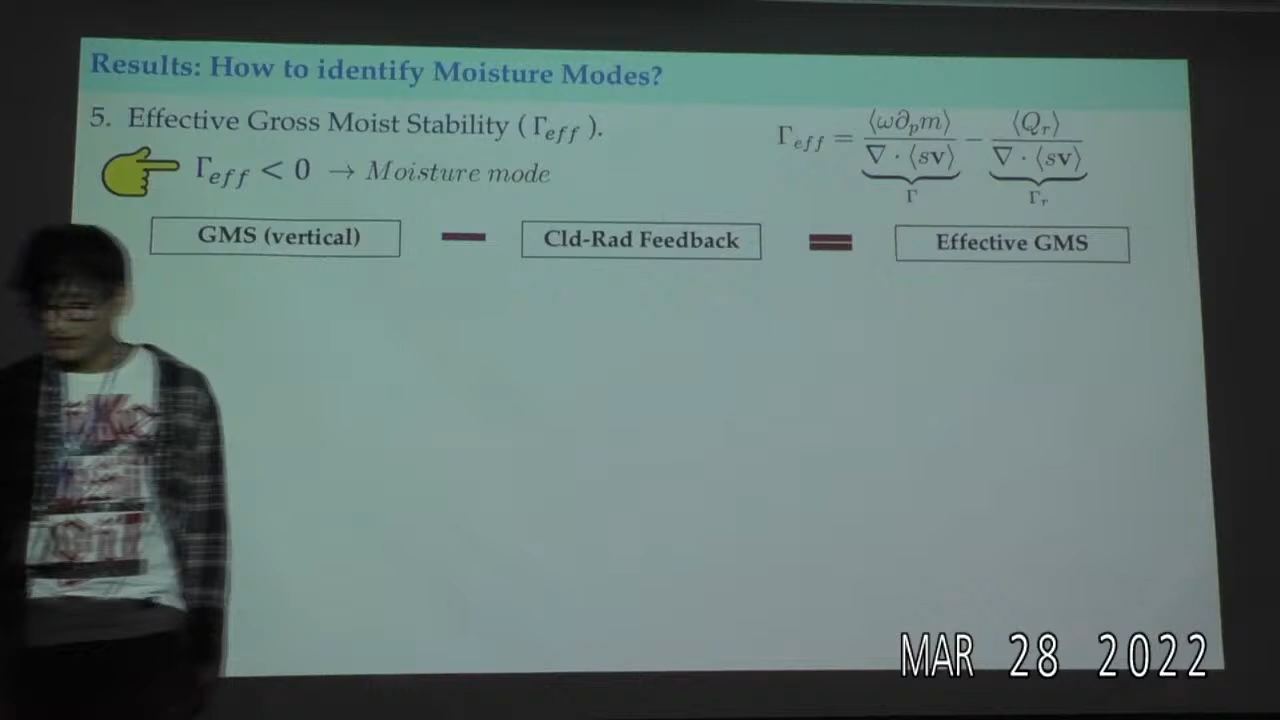 Results: How to identify Moisture Modes?
5. Effective Gross Moist Stability ( Γ_eff ).
Γ_eff = ⟨ω∂_p m⟩ / ∇ · ⟨sv⟩ − ⟨Q_r⟩ / ∇ · ⟨sv⟩
Γ Γ_r
Γ_eff < 0 → Moisture mode
GMS (vertical) − Cld-Rad Feedback = Effective GMS
MAR 28 2022